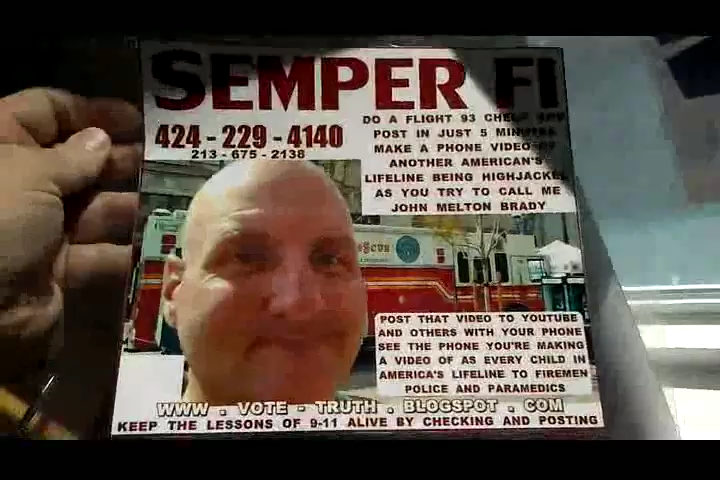 SEMPER FI
424 - 229 - 4140
213 - 675 - 2138
DO A FLIGHT 93 CHECK AND
POST IN JUST 5 MINUTES
MAKE A PHONE VIDEO OF
ANOTHER AMERICAN'S
LIFELINE BEING HIGHJACKED
AS YOU TRY TO CALL ME
JOHN MELTON BRADY
RESCUE
POST THAT VIDEO TO YOUTUBE
AND OTHERS WITH YOUR PHONE
SEE THE PHONE YOU'RE MAKING
A VIDEO OF AS EVERY CHILD IN
AMERICA'S LIFELINE TO FIREMEN
POLICE AND PARAMEDICS
WWW . VOTE - TRUTH . BLOGSPOT . COM
KEEP THE LESSONS OF 9-11 ALIVE BY CHECKING AND POSTING